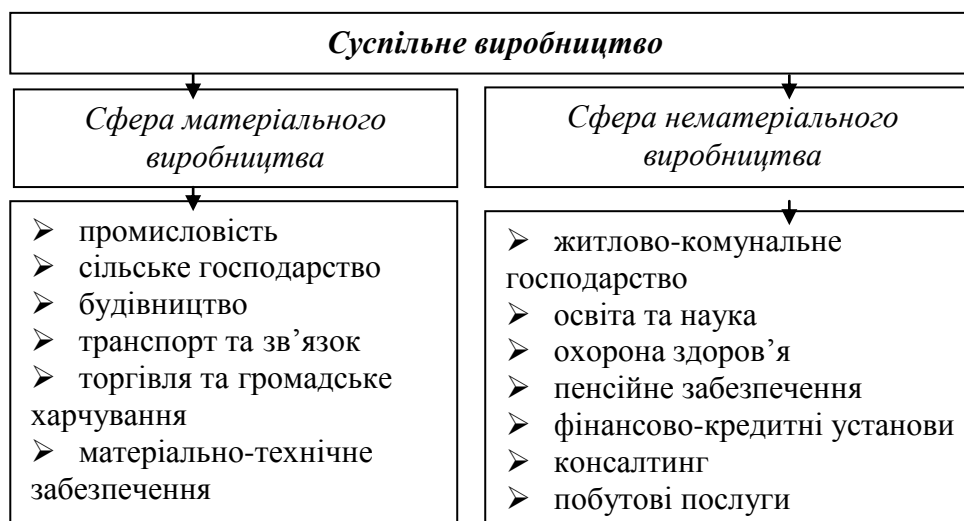 Суспільне виробництво
Сфера матеріального
виробництва
➢ промисловість
➢ сільське господарство
➢ будівництво
➢ транспорт та зв’язок
➢ торгівля та громадське
харчування
➢ матеріально-технічне
забезпечення
Сфера нематеріального
виробництва
➢ житлово-комунальне
господарство
➢ освіта та наука
➢ охорона здоров’я
➢ пенсійне забезпечення
➢ фінансово-кредитні установи
➢ консалтинг
➢ побутові послуги